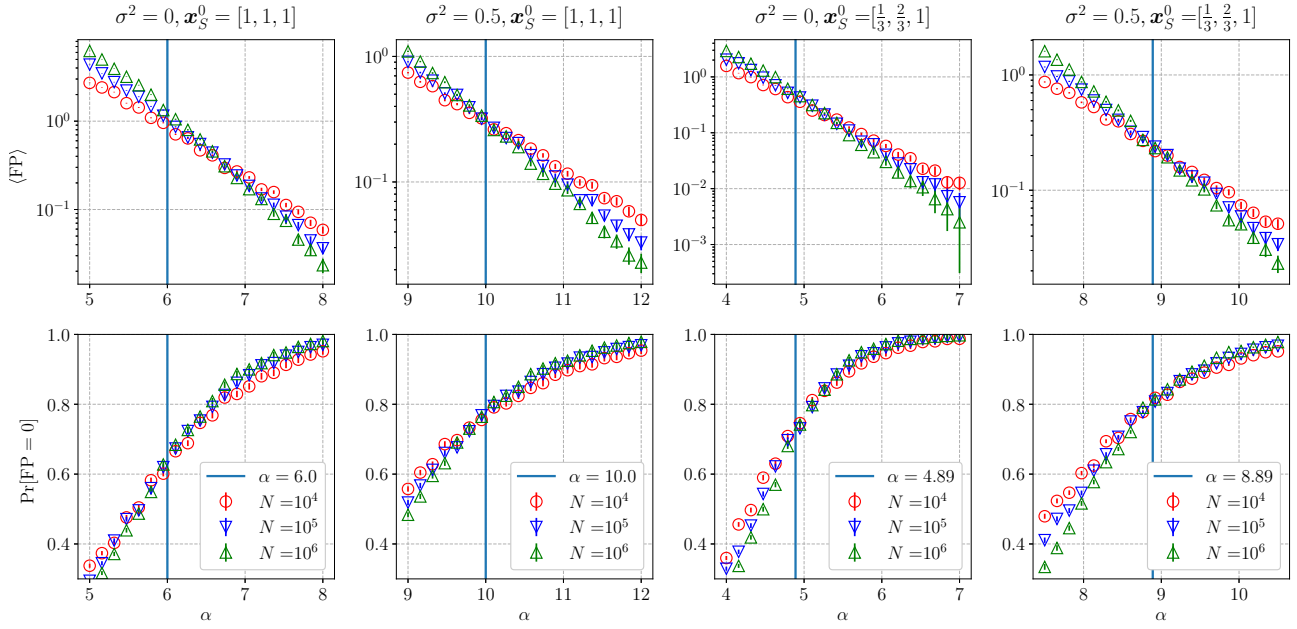 σ² = 0, x⁰_S = [1, 1, 1]
σ² = 0.5, x⁰_S = [1, 1, 1]
σ² = 0, x⁰_S =[1/3, 2/3, 1]
σ² = 0.5, x⁰_S =[1/3, 2/3, 1]
⟨FP⟩
10⁰
10⁻¹
5 6 7 8
10⁰
10⁻¹
9 10 11 12
10⁰
10⁻¹
10⁻²
10⁻³
4 5 6 7
10⁰
10⁻¹
8 9 10
Pr[FP = 0]
1.0
0.8
0.6
0.4
5 6 7 8
α
α = 6.0
N =10⁴
N =10⁵
N =10⁶
1.0
0.8
0.6
0.4
9 10 11 12
α
α = 10.0
N =10⁴
N =10⁵
N =10⁶
1.0
0.8
0.6
0.4
4 5 6 7
α
α = 4.89
N =10⁴
N =10⁵
N =10⁶
1.0
0.8
0.6
0.4
8 9 10
α
α = 8.89
N =10⁴
N =10⁵
N =10⁶